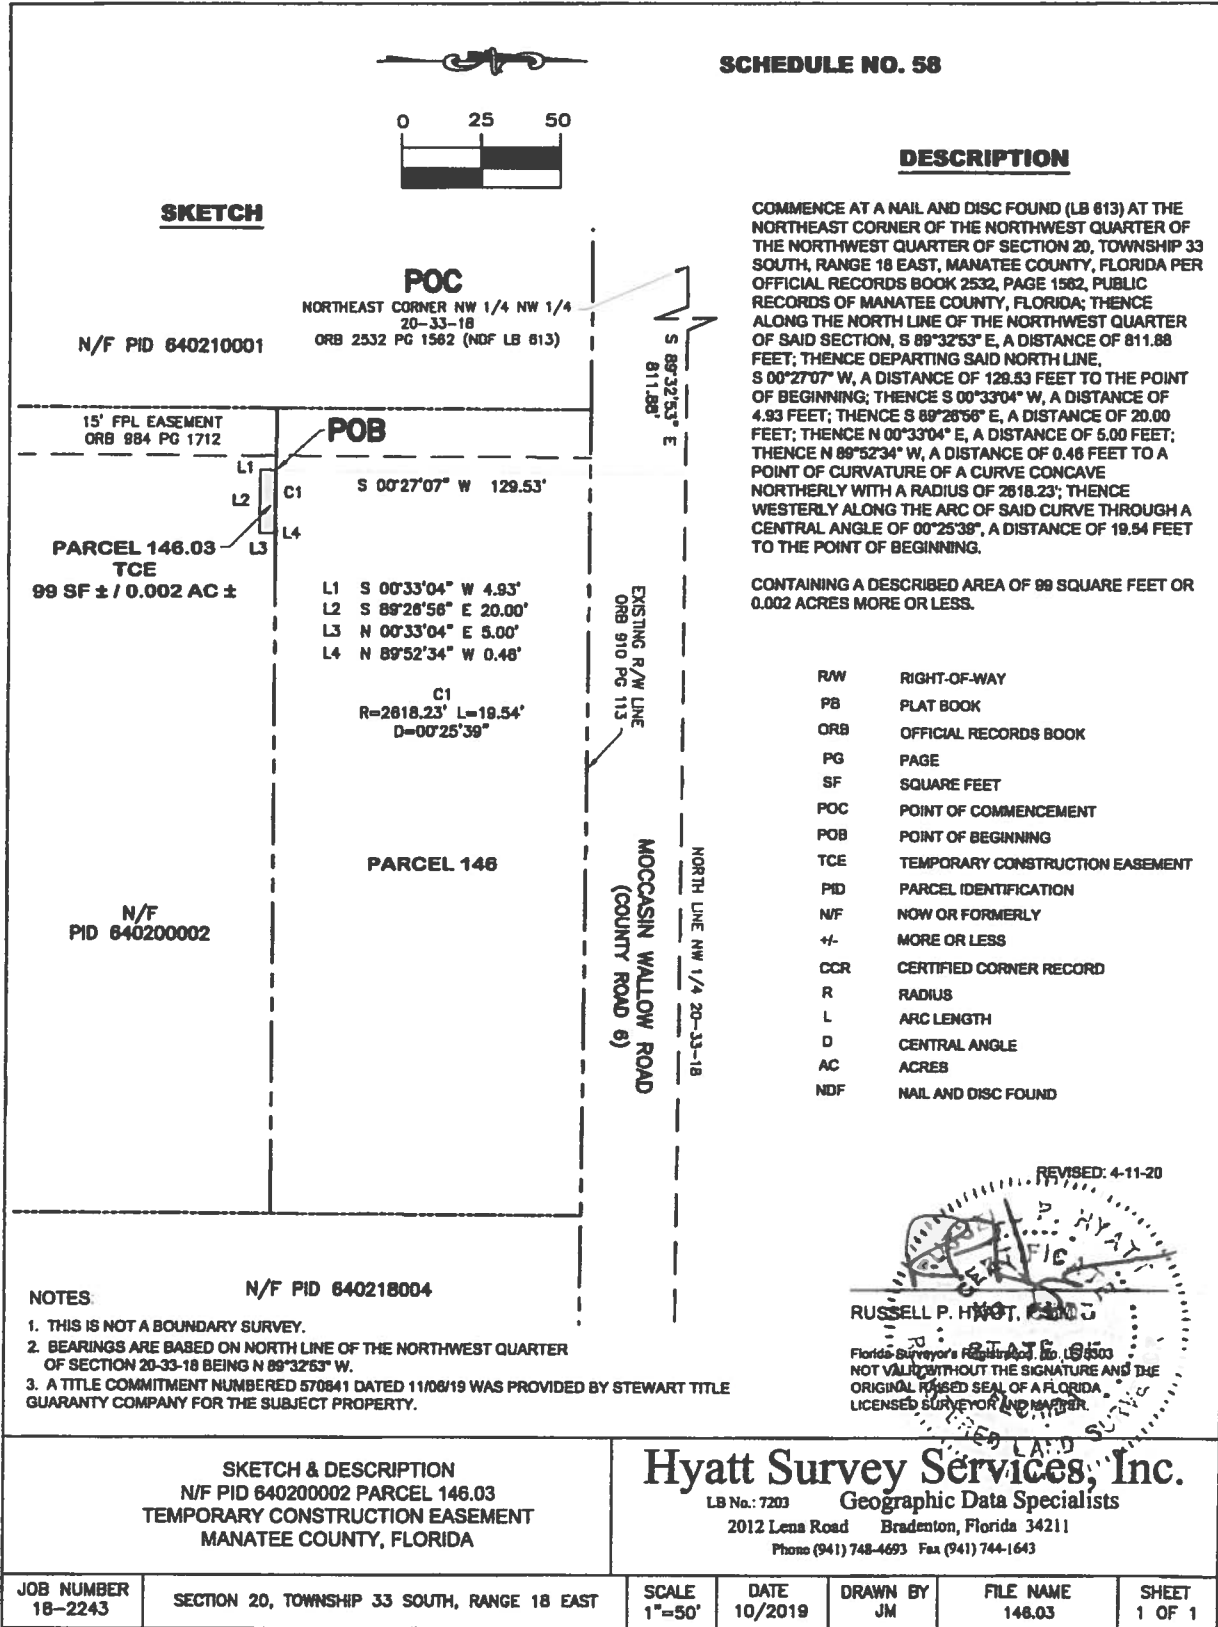 SCHEDULE NO. 58
0 25 50
SKETCH
POC
NORTHEAST CORNER NW 1/4 NW 1/4
20-33-18
ORB 2532 PG 1562 (NDF LB 613)
N/F PID 640210001
S 89°32'53" E
811.88'
15' FPL EASEMENT
ORB 984 PG 1712
POB
L1
L2
C1
L4
L3
S 00°27'07" W 129.53'
PARCEL 146.03
TCE
99 SF ± / 0.002 AC ±
L1 S 00°33'04" W 4.93'
L2 S 89°26'56" E 20.00'
L3 N 00°33'04" E 5.00'
L4 N 89°52'34" W 0.46'
C1
R=2618.23' L=19.54'
D=00°25'39"
EXISTING R/W LINE
ORB 910 PG 113
PARCEL 146
N/F
PID 640200002
MOCCASIN WALLOW ROAD
(COUNTY ROAD 6)
NORTH LINE NW 1/4 20-33-18
N/F PID 640218004
DESCRIPTION
COMMENCE AT A NAIL AND DISC FOUND (LB 613) AT THE
NORTHEAST CORNER OF THE NORTHWEST QUARTER OF
THE NORTHWEST QUARTER OF SECTION 20, TOWNSHIP 33
SOUTH, RANGE 18 EAST, MANATEE COUNTY, FLORIDA PER
OFFICIAL RECORDS BOOK 2532, PAGE 1562, PUBLIC
RECORDS OF MANATEE COUNTY, FLORIDA; THENCE
ALONG THE NORTH LINE OF THE NORTHWEST QUARTER
OF SAID SECTION, S 89°32'53" E, A DISTANCE OF 811.88
FEET; THENCE DEPARTING SAID NORTH LINE,
S 00°27'07" W, A DISTANCE OF 129.53 FEET TO THE POINT
OF BEGINNING; THENCE S 00°33'04" W, A DISTANCE OF
4.93 FEET; THENCE S 89°26'56" E, A DISTANCE OF 20.00
FEET; THENCE N 00°33'04" E, A DISTANCE OF 5.00 FEET;
THENCE N 89°52'34" W, A DISTANCE OF 0.46 FEET TO A
POINT OF CURVATURE OF A CURVE CONCAVE
NORTHERLY WITH A RADIUS OF 2618.23'; THENCE
WESTERLY ALONG THE ARC OF SAID CURVE THROUGH A
CENTRAL ANGLE OF 00°25'39", A DISTANCE OF 19.54 FEET
TO THE POINT OF BEGINNING.
CONTAINING A DESCRIBED AREA OF 99 SQUARE FEET OR
0.002 ACRES MORE OR LESS.
R/W RIGHT-OF-WAY
PB PLAT BOOK
ORB OFFICIAL RECORDS BOOK
PG PAGE
SF SQUARE FEET
POC POINT OF COMMENCEMENT
POB POINT OF BEGINNING
TCE TEMPORARY CONSTRUCTION EASEMENT
PID PARCEL IDENTIFICATION
N/F NOW OR FORMERLY
+/- MORE OR LESS
CCR CERTIFIED CORNER RECORD
R RADIUS
L ARC LENGTH
D CENTRAL ANGLE
AC ACRES
NDF NAIL AND DISC FOUND
REVISED: 4-11-20
P. HYATT
RUSSELL P. HYATT,
Florida Surveyor's
NOT VALID WITHOUT THE SIGNATURE AND THE
ORIGINAL RAISED SEAL OF A FLORIDA
LICENSED SURVEYOR AND MAPPER.
NOTES:
1. THIS IS NOT A BOUNDARY SURVEY.
2. BEARINGS ARE BASED ON NORTH LINE OF THE NORTHWEST QUARTER
OF SECTION 20-33-18 BEING N 89°32'53" W.
3. A TITLE COMMITMENT NUMBERED 570841 DATED 11/06/19 WAS PROVIDED BY STEWART TITLE
GUARANTY COMPANY FOR THE SUBJECT PROPERTY.
SKETCH & DESCRIPTION
N/F PID 640200002 PARCEL 146.03
TEMPORARY CONSTRUCTION EASEMENT
MANATEE COUNTY, FLORIDA
Hyatt Survey Services, Inc.
LB No.: 7203 Geographic Data Specialists
2012 Lena Road Bradenton, Florida 34211
Phone (941) 748-4693 Fax (941) 744-1643
JOB NUMBER
18-2243
SECTION 20, TOWNSHIP 33 SOUTH, RANGE 18 EAST
SCALE
1"=50'
DATE
10/2019
DRAWN BY
JM
FILE NAME
146.03
SHEET
1 OF 1